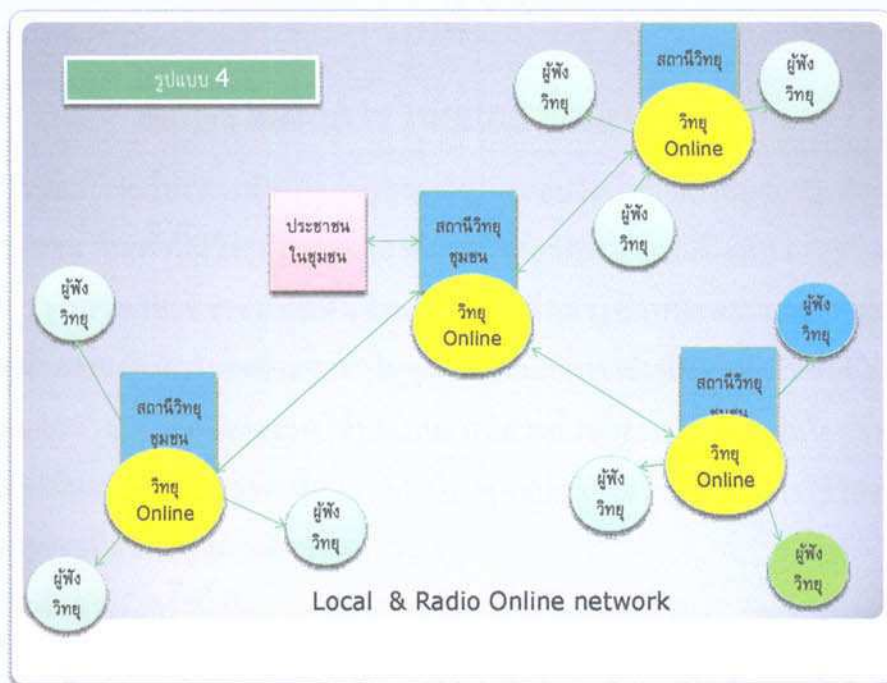 รูปแบบ 4
ผู้ฟัง
วิทยุ
สถานีวิทยุ
วิทยุ
Online
ผู้ฟัง
วิทยุ
ผู้ฟัง
วิทยุ
ประชาชน
ในชุมชน
สถานีวิทยุ
ชุมชน
วิทยุ
Online
ผู้ฟัง
วิทยุ
สถานีวิทยุ
ชุมชน
วิทยุ
Online
ผู้ฟัง
วิทยุ
ผู้ฟัง
วิทยุ
ผู้ฟัง
วิทยุ
สถานีวิทยุ
ชุมชน
วิทยุ
Online
ผู้ฟัง
วิทยุ
ผู้ฟัง
วิทยุ
Local & Radio Online network